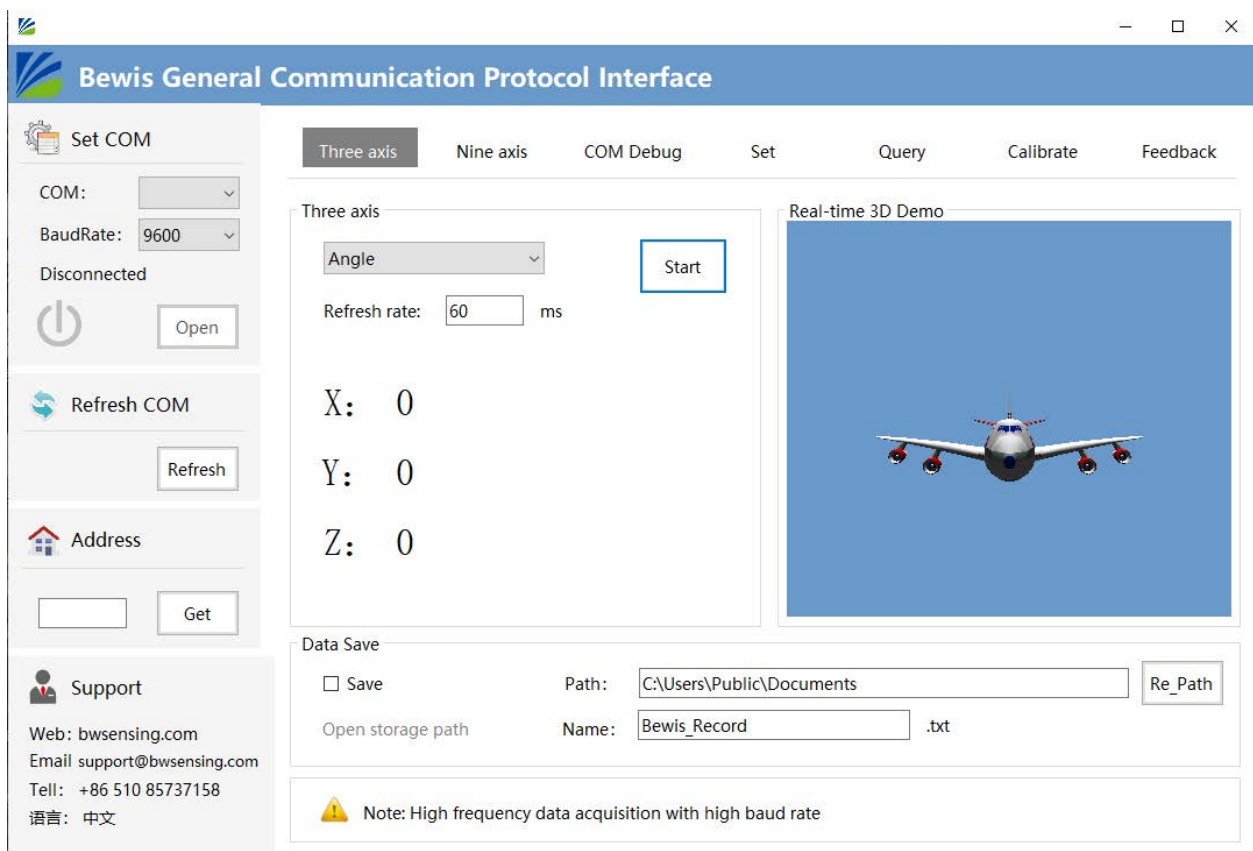 Bewis General Communication Protocol Interface
Set COM
COM:
BaudRate: 9600
Disconnected
Open
Refresh COM
Refresh
Address
Get
Support
Web: bwsensing.com
Email support@bwsensing.com
Tell: +86 510 85737158
语言: 中文
Three axis Nine axis COM Debug Set Query Calibrate Feedback
Three axis
Angle
Start
Refresh rate: 60 ms
X: 0
Y: 0
Z: 0
Real-time 3D Demo
Data Save
Save Path: C:\Users\Public\Documents Re_Path
Open storage path Name: Bewis_Record .txt
Note: High frequency data acquisition with high baud rate